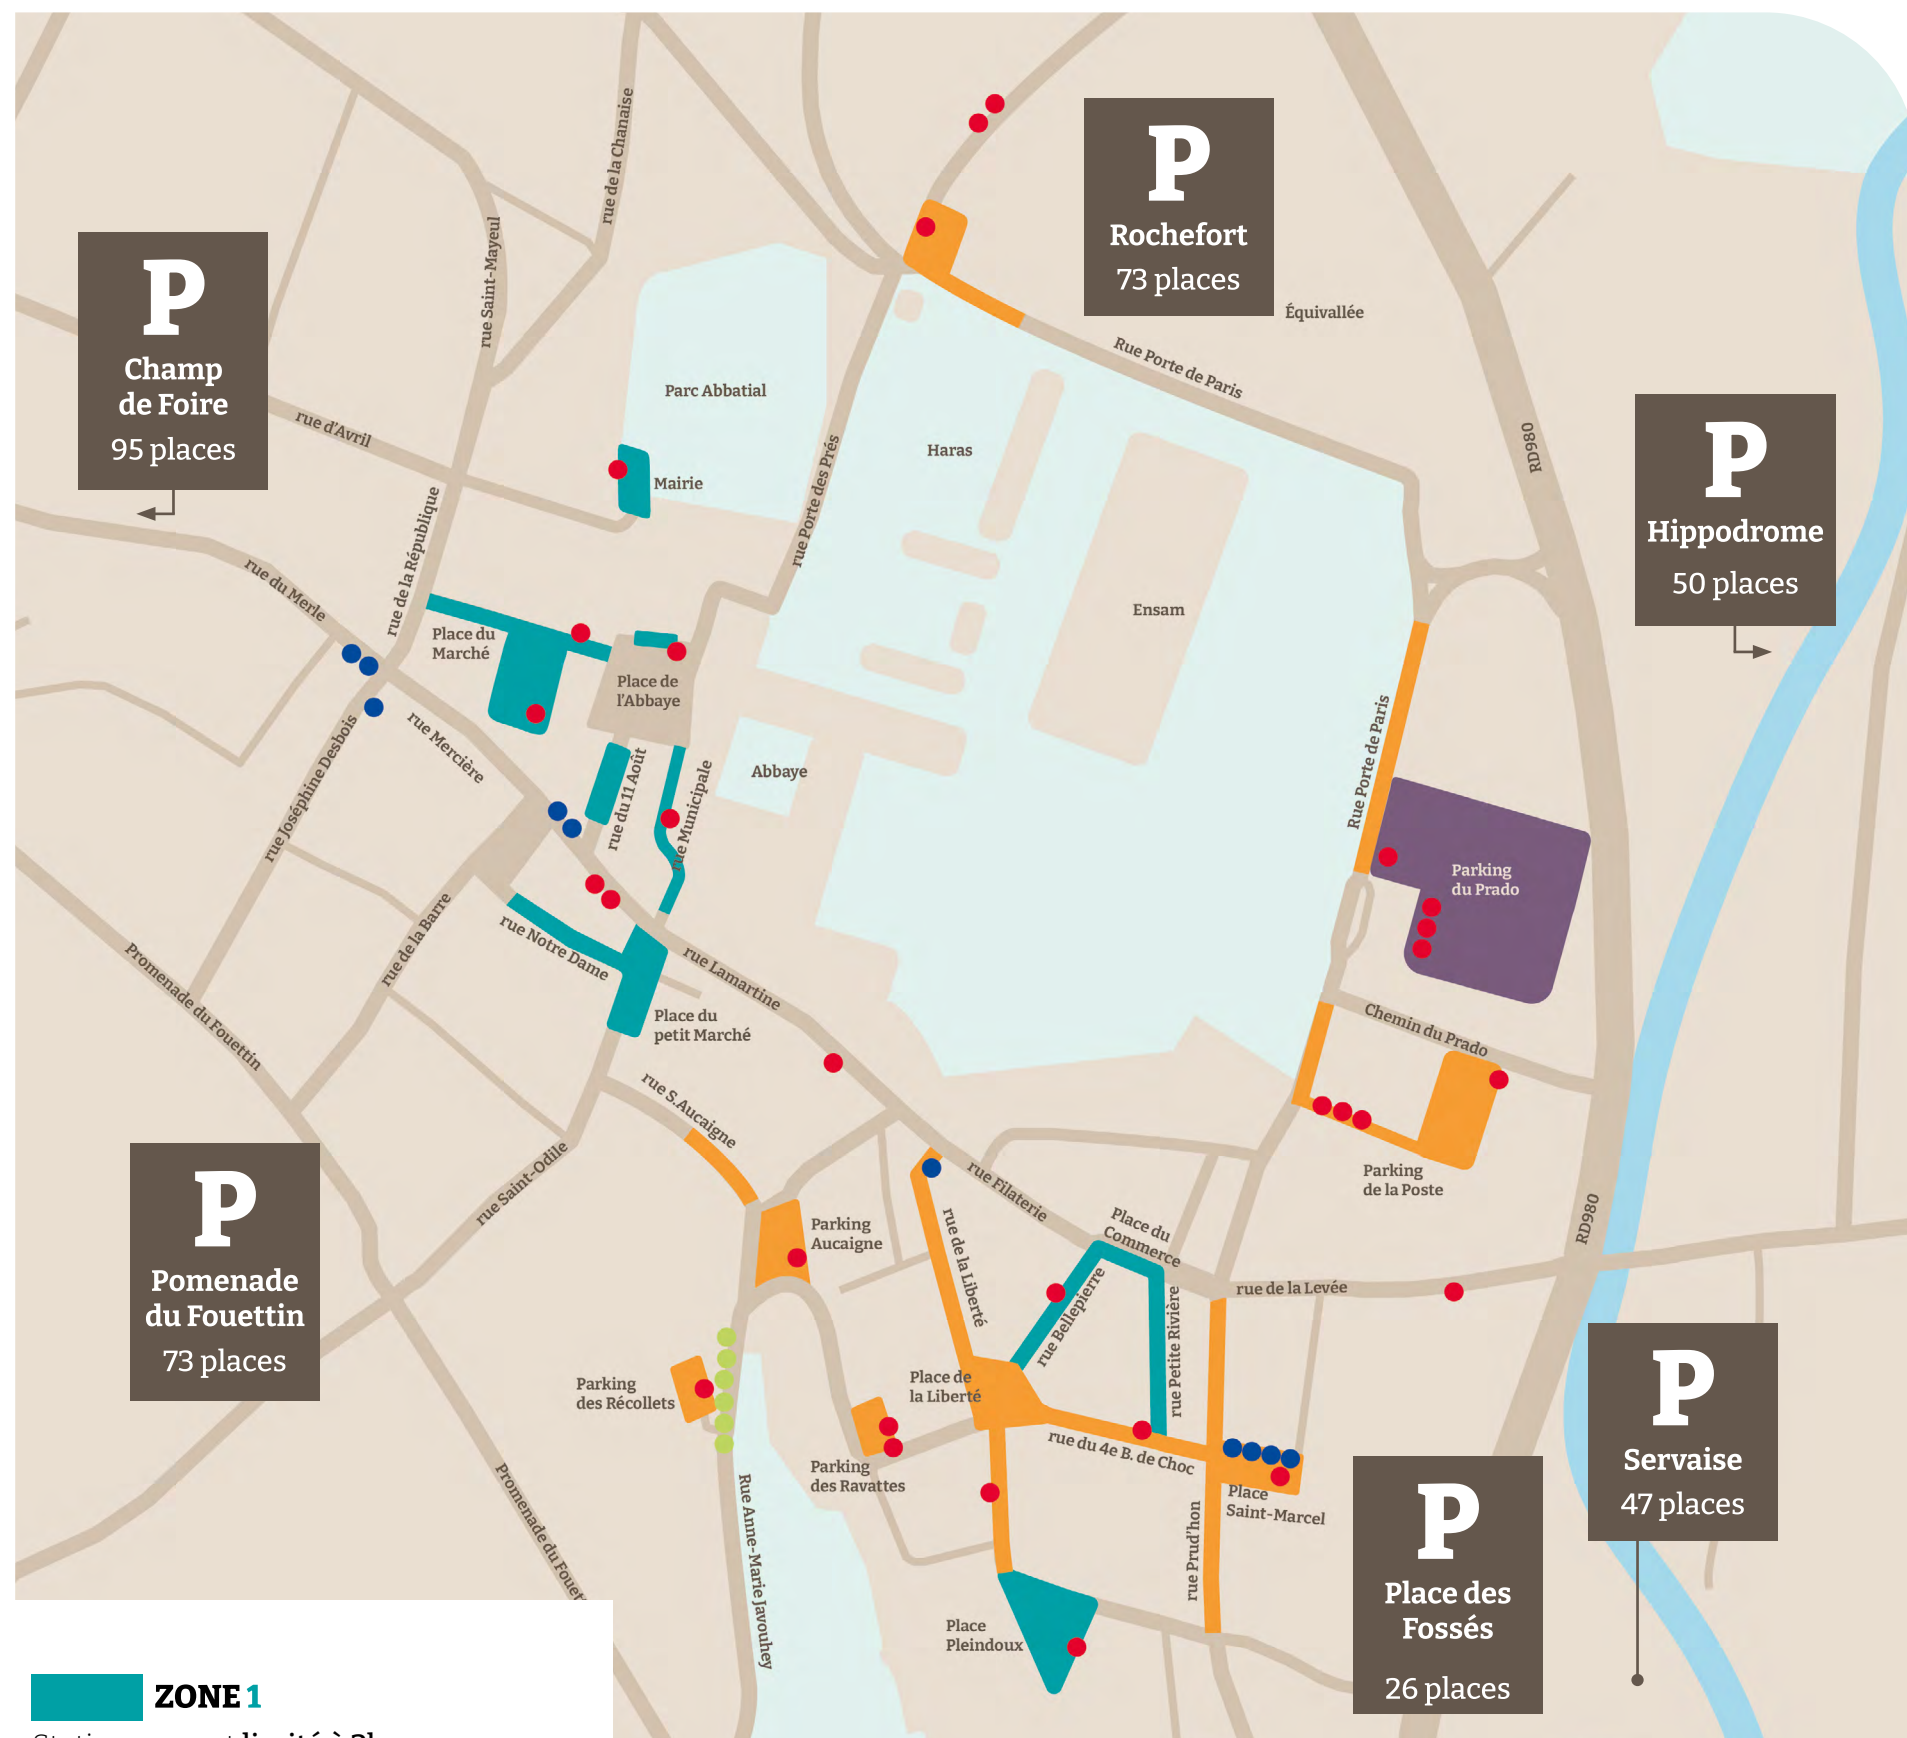 P
Rochefort
73 places
Équivallée
P
Champ
de Foire
95 places
P
Hippodrome
50 places
P
Pomenade
du Fouettin
73 places
P
Servaise
47 places
P
Place des
Fossés
26 places
rue de la Chanaise
rue Saint-Mayeul
rue d'Avril
Parc Abbatial
Mairie
rue Porte des Prés
Haras
Ensam
Rue Porte de Paris
RD980
rue de la République
rue du Merle
Place du
Marché
Place de
l'Abbaye
Abbaye
rue Mercière
rue Joséphine Desbois
rue du 11 Août
rue Municipale
Rue Porte de Paris
Parking
du Prado
rue de la Barre
rue Notre Dame
rue Lamartine
Place du
petit Marché
Promenade du Fouettin
Chemin du Prado
Parking
de la Poste
rue S.Aucaigne
rue Saint-Odile
Parking
Aucaigne
rue Filaterie
rue de la Liberté
Place du
Commerce
rue Bellepierre
rue Petite Rivière
rue de la Levée
RD980
Parking
des Récollets
Place de
la Liberté
Parking
des Ravattes
rue du 4e B. de Choc
Place
Saint-Marcel
rue Prud'hon
Promenade du Fouet
Rue Anne-Marie Javouhey
Place
Pleindoux
ZONE 1
limité à